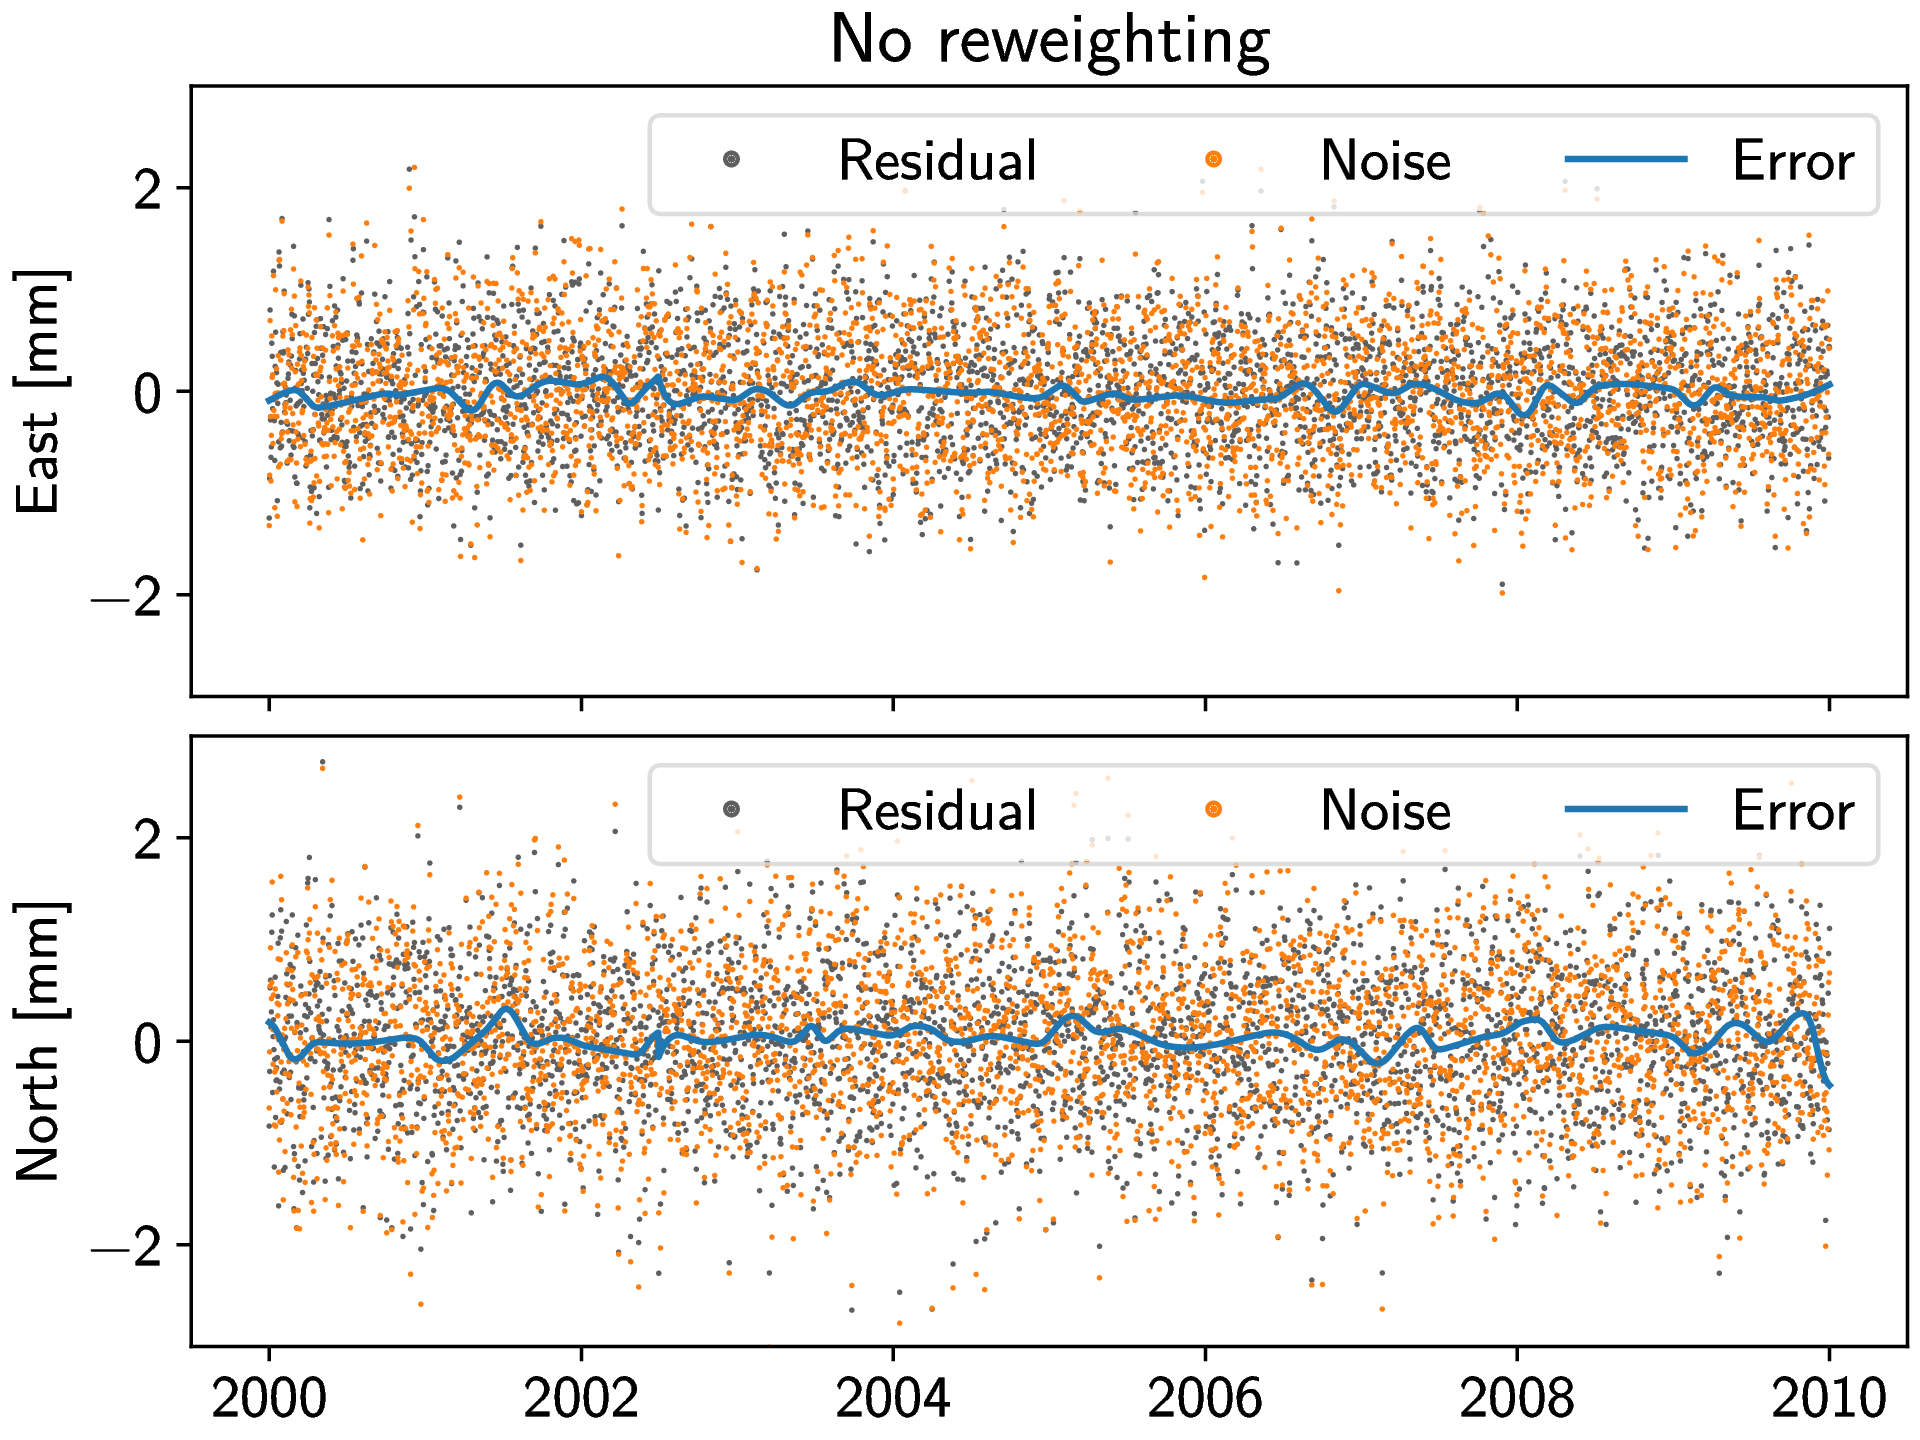 No reweighting
Residual Noise Error
2
0
−2
East [mm]
Residual Noise Error
2
0
−2
North [mm]
2000 2002 2004 2006 2008 2010